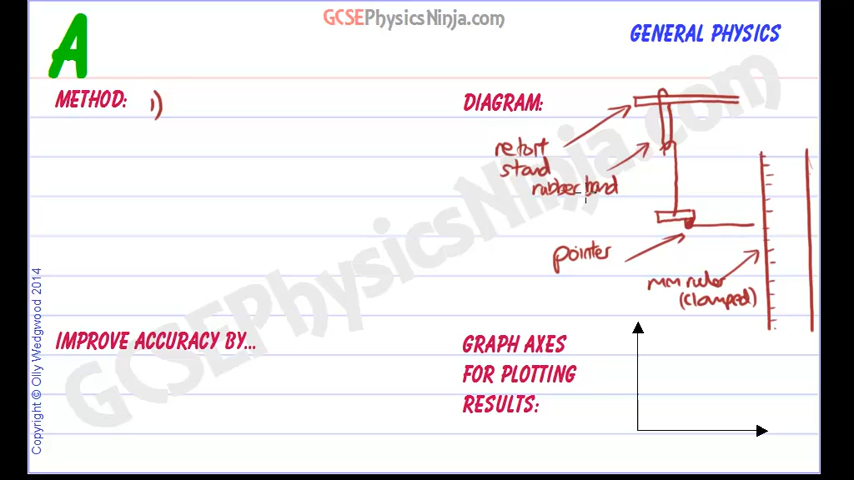 GCSEPhysicsNinja.com
A
GENERAL PHYSICS
METHOD: 1)
DIAGRAM:
retort
stand
rubber band
pointer
mm ruler
(clamped)
IMPROVE ACCURACY BY...
GRAPH AXES
FOR PLOTTING
RESULTS:
GCSEPhysicsNinja.com
Copyright © Olly Wedgwood 2014